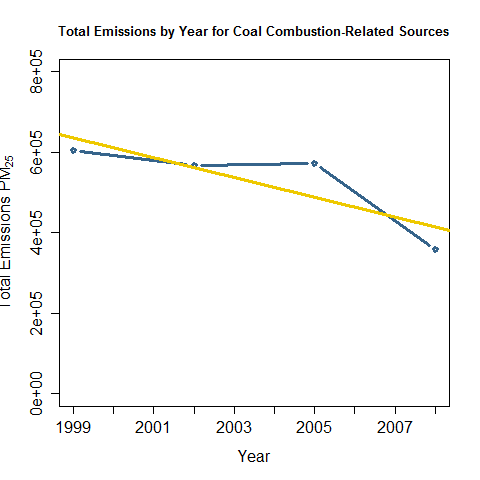 Total Emissions by Year for Coal Combustion-Related Sources
Total Emissions PM25
8e+05
6e+05
4e+05
2e+05
0e+00
1999 2001 2003 2005 2007
Year